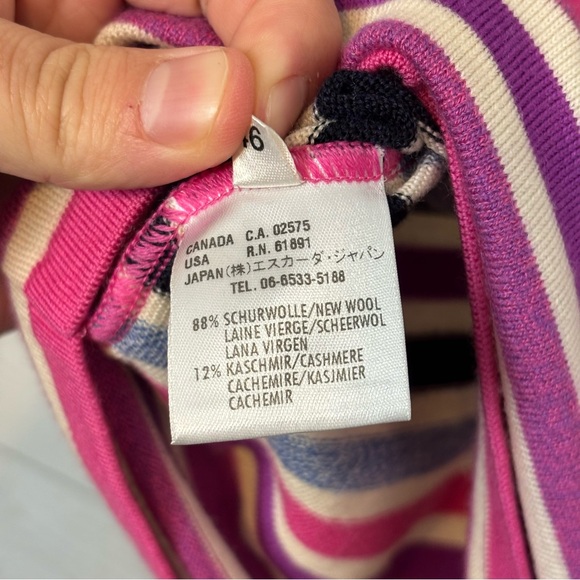 46
CANADA C.A. 02575
USA R.N. 61891
JAPAN (株)エスカーダ・ジャパン
TEL. 06-6533-5188
88% SCHURWOLLE/NEW WOOL
LAINE VIERGE/SCHEERWOL
LANA VIRGEN
12% KASCHMIR/CASHMERE
CACHEMIRE/KASJMIER
CACHEMIR